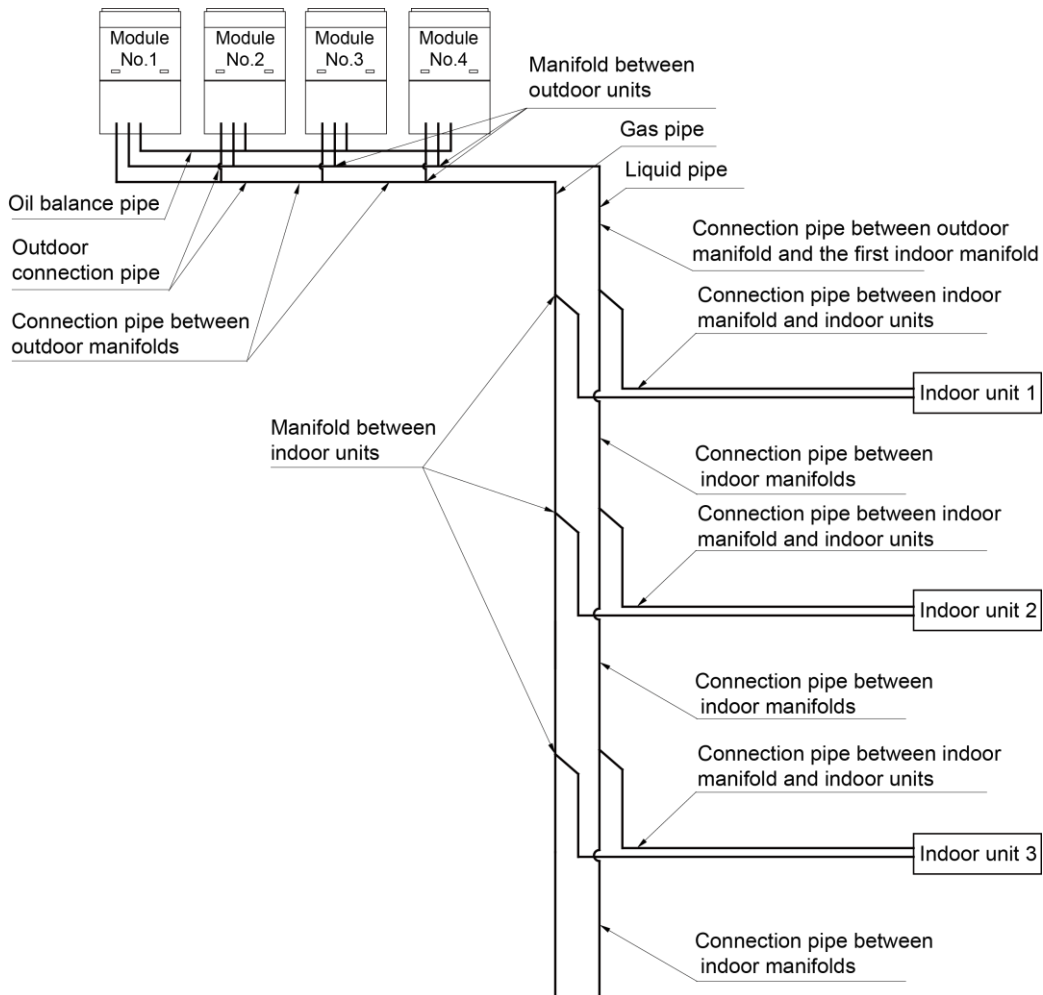 Module
No.1
Module
No.2
Module
No.3
Module
No.4
Manifold between
outdoor units
Gas pipe
Liquid pipe
Oil balance pipe
Outdoor
connection pipe
Connection pipe between
outdoor manifolds
Connection pipe between outdoor
manifold and the first indoor manifold
Connection pipe between indoor
manifold and indoor units
Indoor unit 1
Manifold between
indoor units
Connection pipe between
indoor manifolds
Connection pipe between indoor
manifold and indoor units
Indoor unit 2
Connection pipe between
indoor manifolds
Connection pipe between indoor
manifold and indoor units
Indoor unit 3
Connection pipe between
indoor manifolds